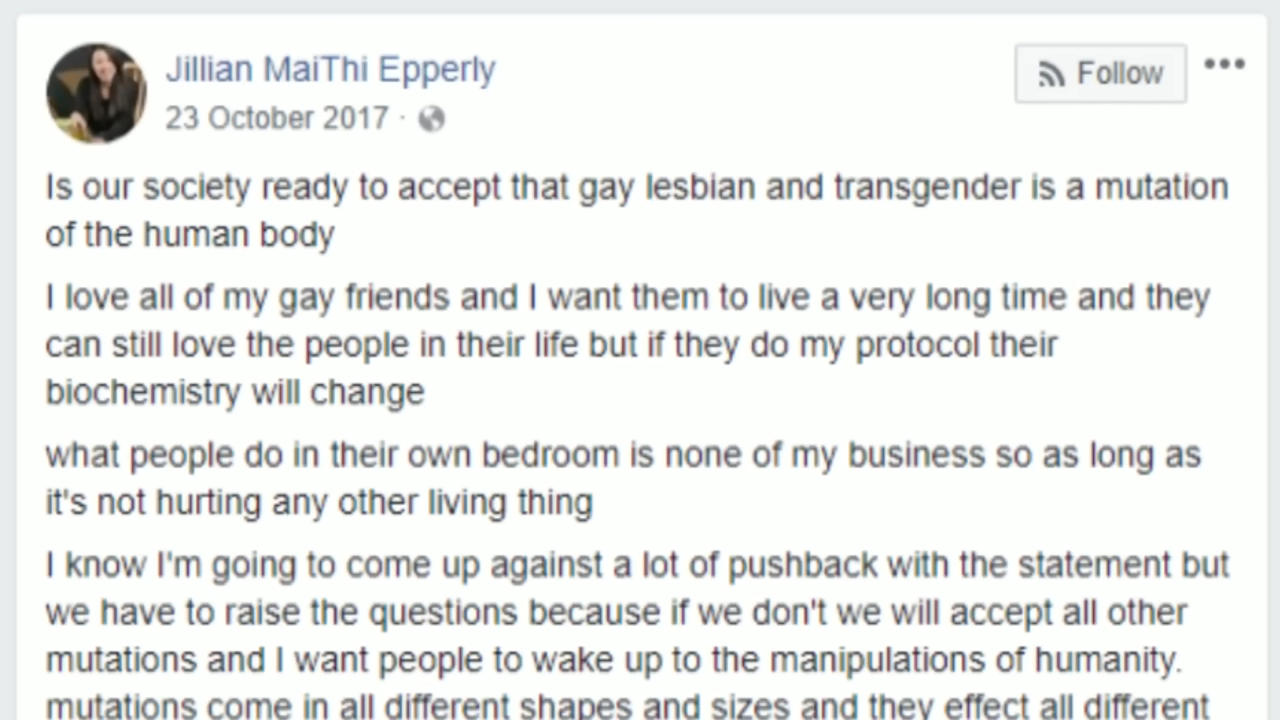 Jillian MaiThi Epperly
Follow
23 October 2017 ·
Is our society ready to accept that gay lesbian and transgender is a mutation
of the human body
I love all of my gay friends and I want them to live a very long time and they
can still love the people in their life but if they do my protocol their
biochemistry will change
what people do in their own bedroom is none of my business so as long as
it's not hurting any other living thing
I know I'm going to come up against a lot of pushback with the statement but
we have to raise the questions because if we don't we will accept all other
mutations and I want people to wake up to the manipulations of humanity.
mutations come in all different shapes and sizes and they effect all different